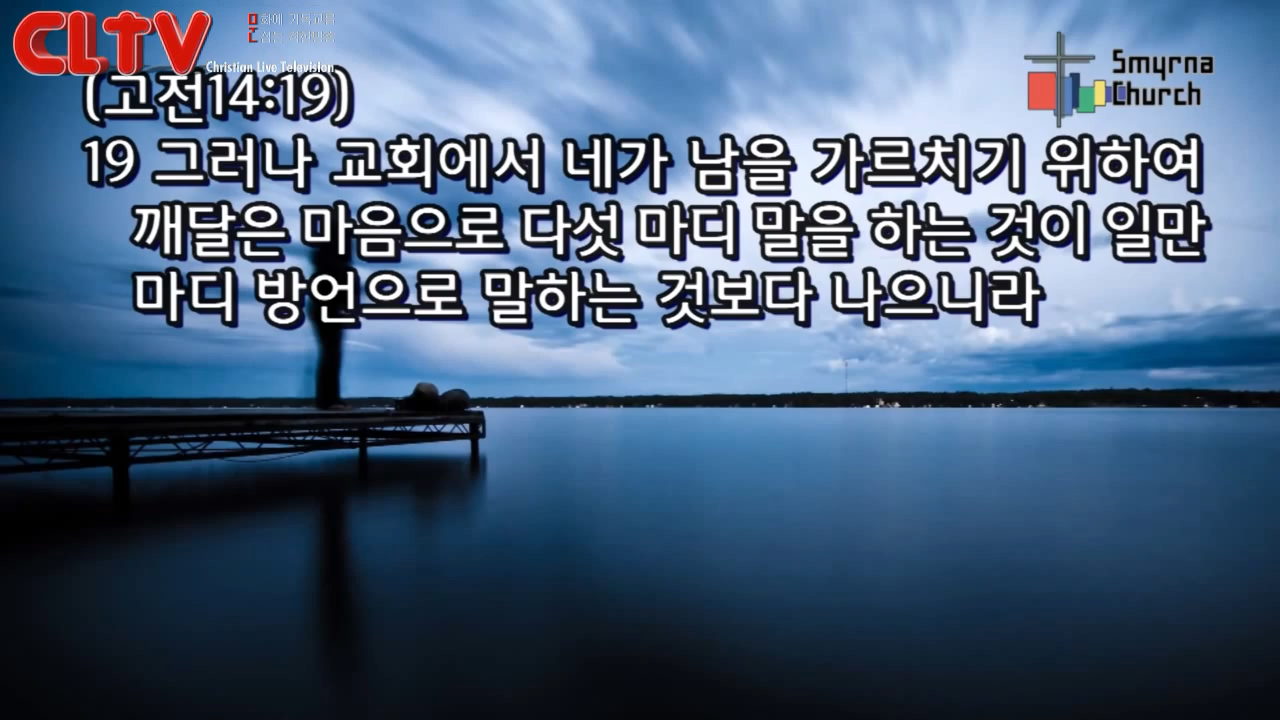 CLTV
Christian Live Television
Smyrna
Church
(고전14:19)
19 그러나 교회에서 네가 남을 가르치기 위하여
깨달은 마음으로 다섯 마디 말을 하는 것이 일만
마디 방언으로 말하는 것보다 나으니라